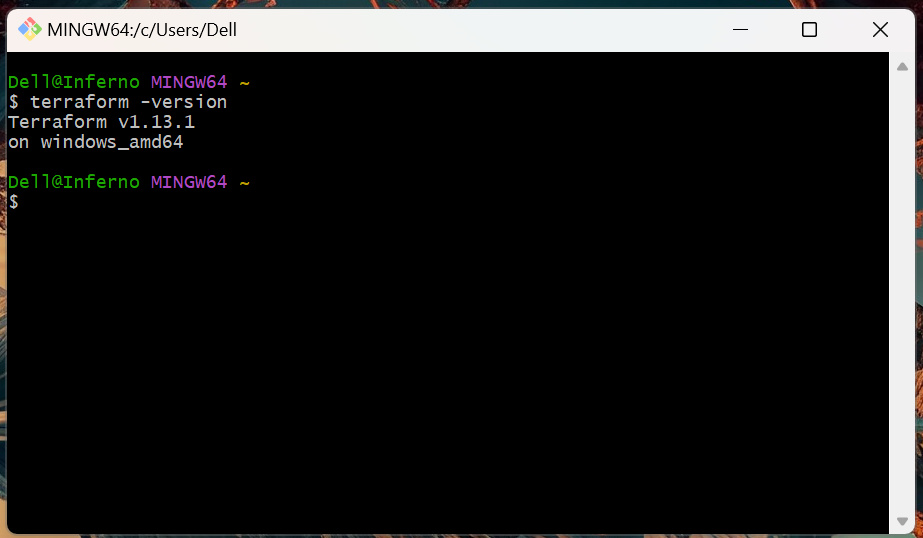 MINGW64:/c/Users/Dell
Dell@Inferno MINGW64 ~
$ terraform -version
Terraform v1.13.1
on windows_amd64
Dell@Inferno MINGW64 ~
$